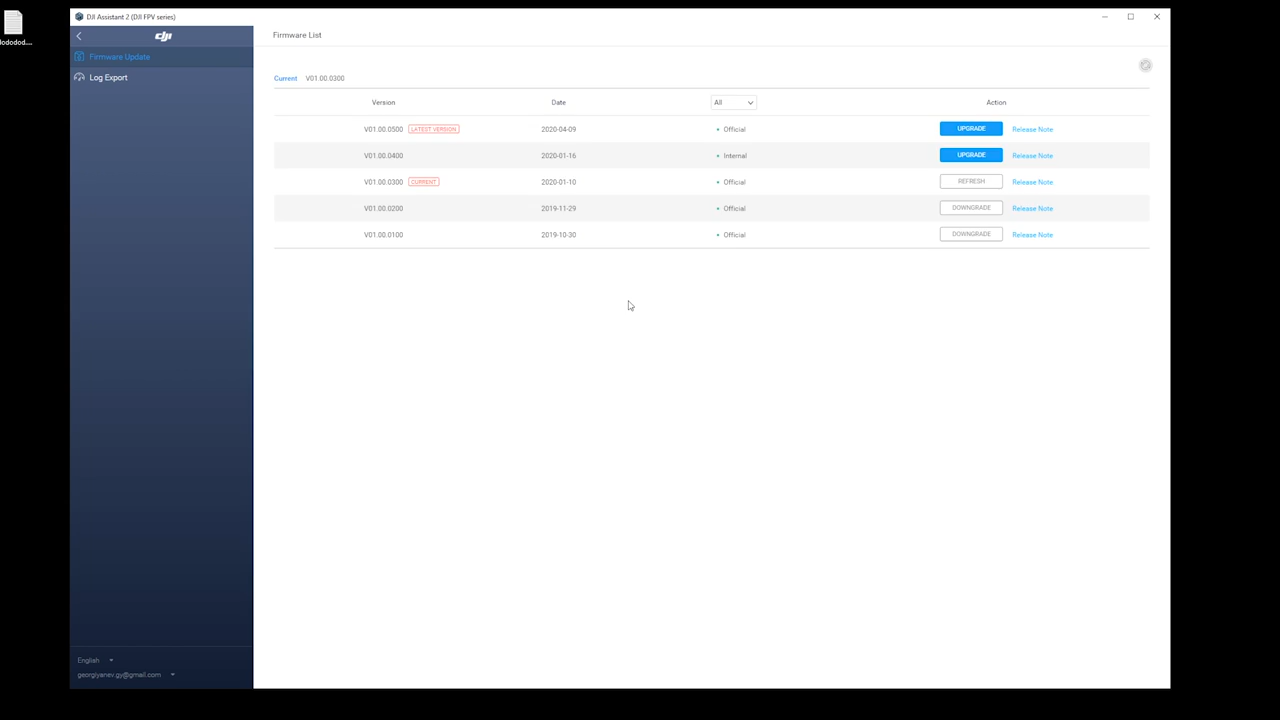 DJI Assistant 2 (DJI FPV series)
dji
Firmware List
Firmware Update
Log Export
Current V01.00.0300
Version Date All Action
V01.00.0500 LATEST VERSION 2020-04-09 Official UPGRADE Release Note
V01.00.0400 2020-01-16 Internal UPGRADE Release Note
V01.00.0300 CURRENT 2020-01-10 Official REFRESH Release Note
V01.00.0200 2019-11-29 Official DOWNGRADE Release Note
V01.00.0100 2019-10-30 Official DOWNGRADE Release Note
English
georgiyanev.gy@gmail.com